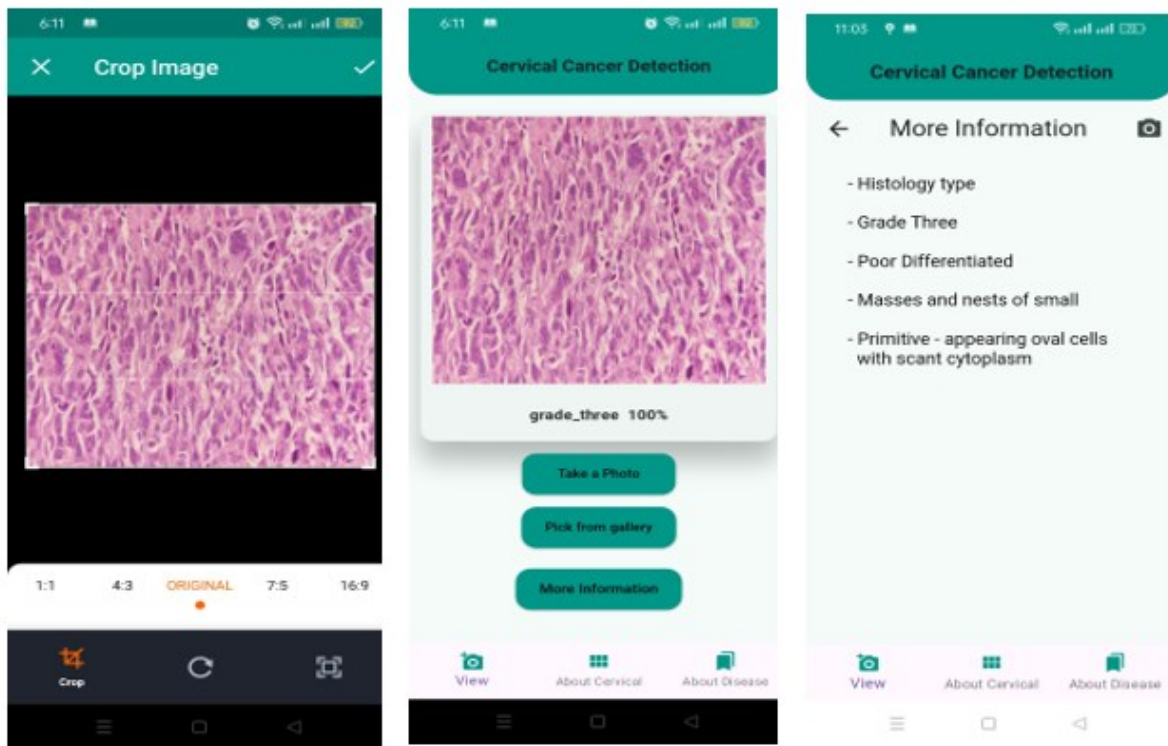 6:11
Crop Image
1:1 4:3 ORIGINAL 7:5 16:9
Crop
6:11
Cervical Cancer Detection
grade_three 100%
Take a Photo
Pick from gallery
More Information
View About Cervical About Disease
11:03
Cervical Cancer Detection
More Information
- Histology type
- Grade Three
- Poor Differentiated
- Masses and nests of small
- Primitive - appearing oval cells
with scant cytoplasm
View About Cervical About Disease